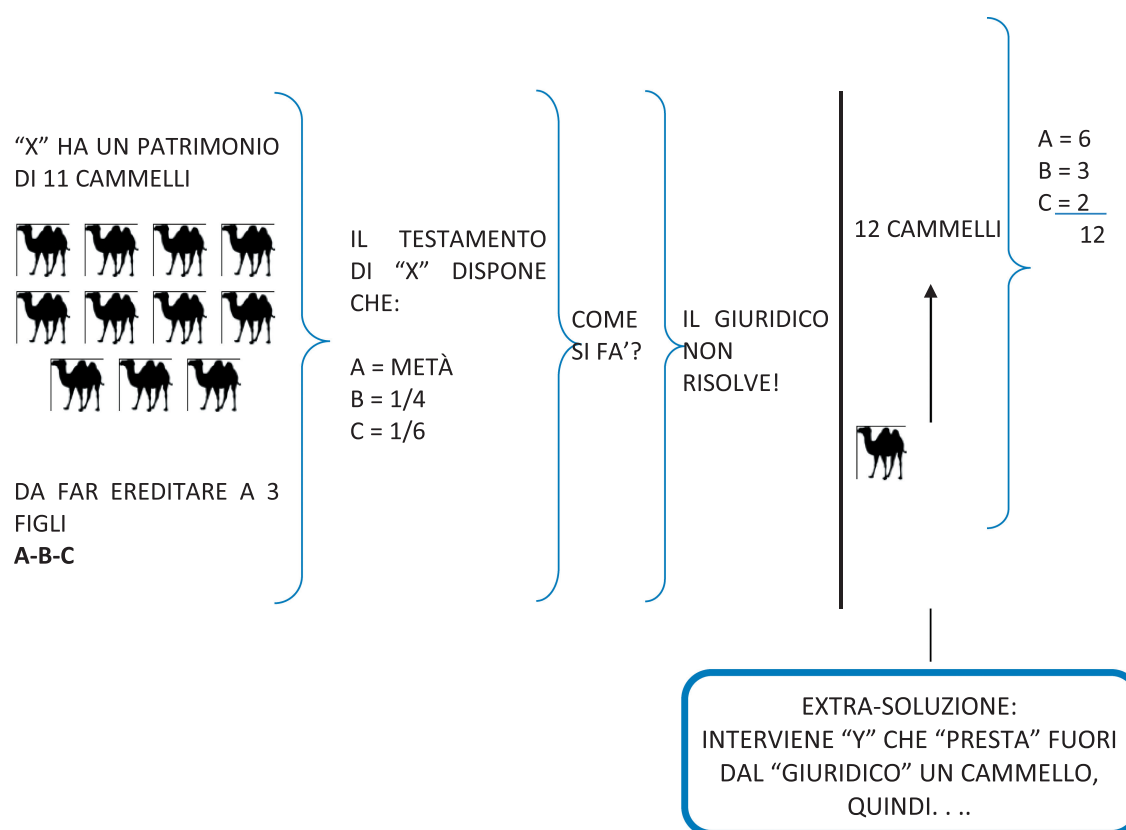 “X” HA UN PATRIMONIO
DI 11 CAMMELLI
DA FAR EREDITARE A 3
FIGLI
A-B-C
IL TESTAMENTO
DI “X” DISPONE
CHE:
A = METÀ
B = 1/4
C = 1/6
COME
SI FA’?
IL GIURIDICO
NON
RISOLVE!
12 CAMMELLI
A = 6
B = 3
C = 2
12
EXTRA-SOLUZIONE:
INTERVIENE “Y” CHE “PRESTA” FUORI
DAL “GIURIDICO” UN CAMMELLO,
QUINDI. . ..